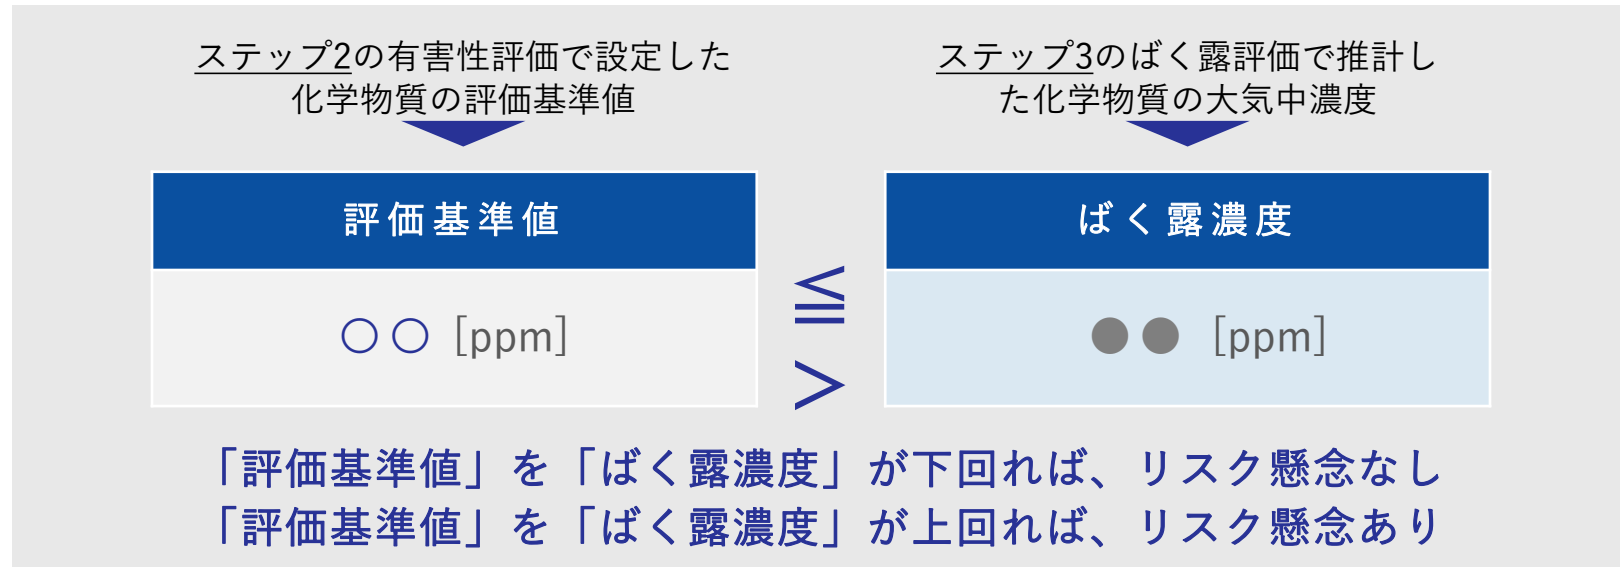 ステップ2の有害性評価で設定した
化学物質の評価基準値
ステップ3のばく露評価で推計し
た化学物質の大気中濃度
評価基準値
ばく露濃度
○○ [ppm]
≦
>
●● [ppm]
「評価基準値」を「ばく露濃度」が下回れば、リスク懸念なし
「評価基準値」を「ばく露濃度」が上回れば、リスク懸念あり